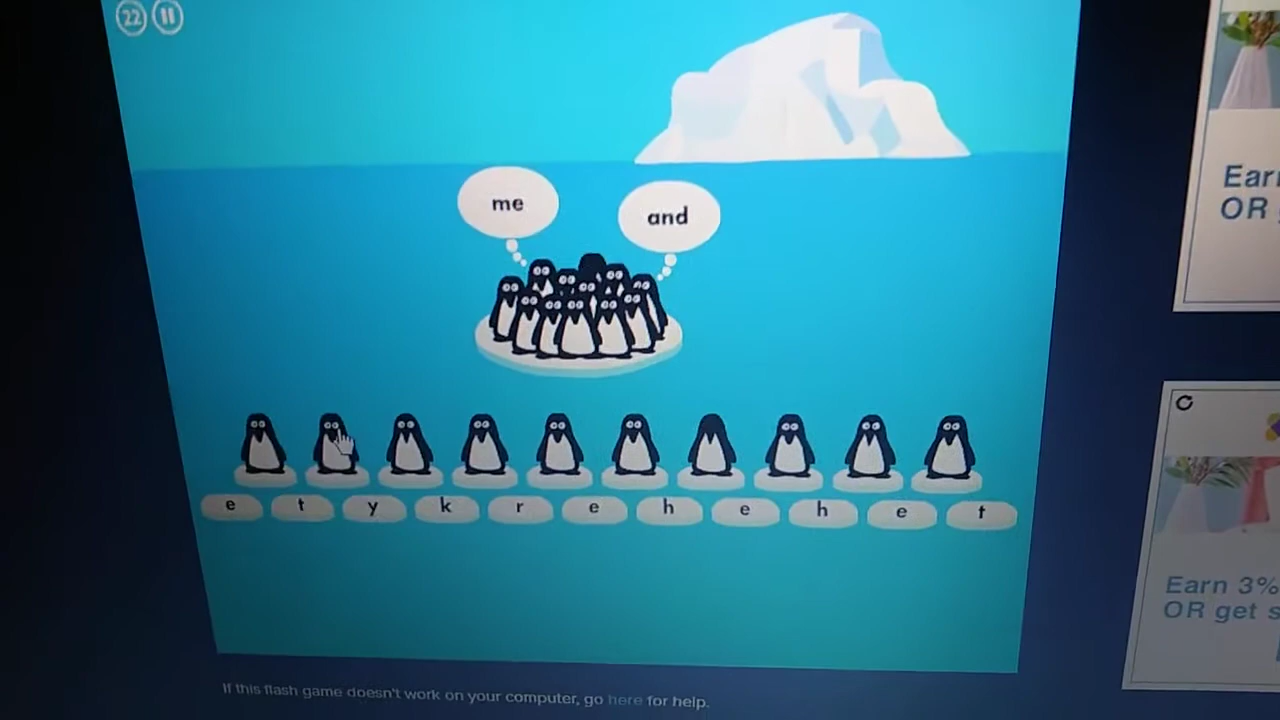 22
me
and
e t y k r e h e h e t
If this flash game doesn't work on your computer, go here for help.
Earn
OR
Earn 3%
OR get s